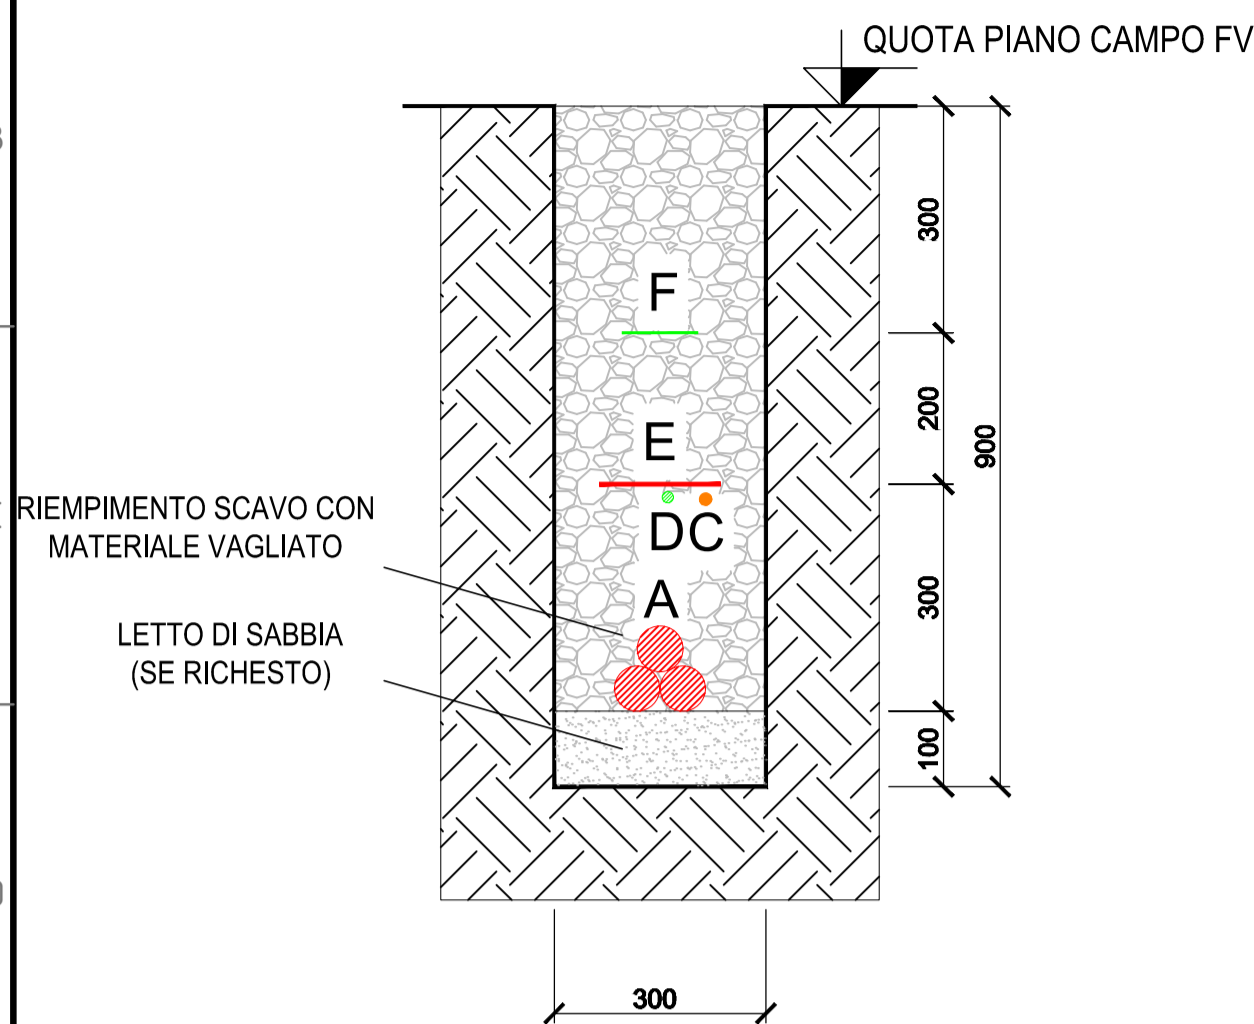 QUOTA PIANO CAMPO FV
300
F
200
E
900
RIEMPIMENTO SCAVO CON
MATERIALE VAGLIATO
DC
A
300
LETTO DI SABBIA
(SE RICHESTO)
100
300